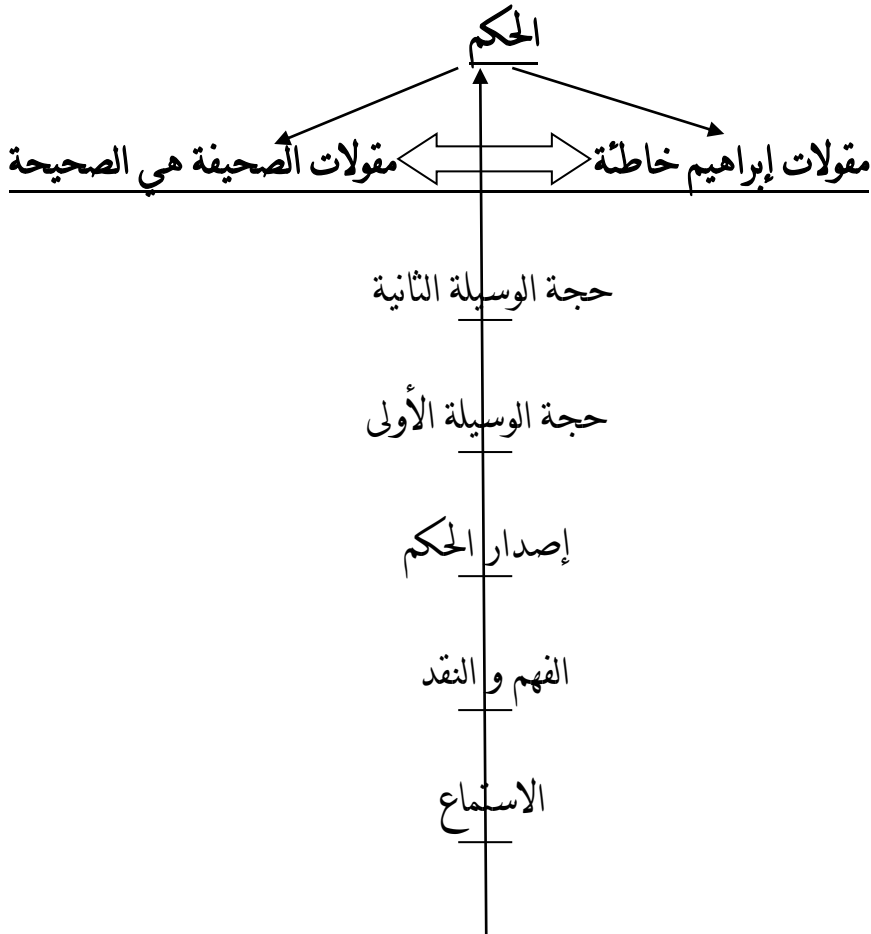 الحكم
مقولات إبراهيم خاطئة مقولات الصحيفة هي الصحيحة
حجة الوسيلة الثانية
حجة الوسيلة الأولى
إصدار الحكم
الفهم و النقد
الاستماع